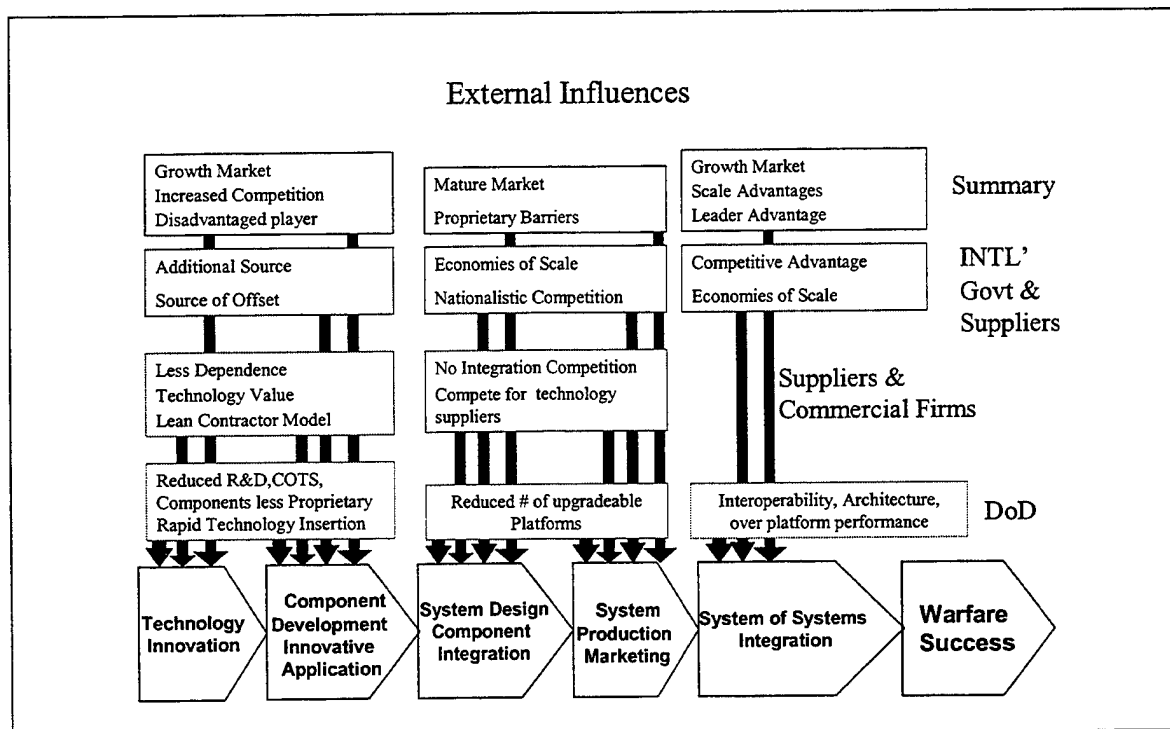 External Influences
Growth Market
Increased Competition
Disadvantaged player
Mature Market
Proprietary Barriers
Growth Market
Scale Advantages
Leader Advantage
Summary
Additional Source
Source of Offset
Economies of Scale
Nationalistic Competition
Competitive Advantage
Economies of Scale
INTL'
Govt &
Suppliers
Less Dependence
Technology Value
Lean Contractor Model
No Integration Competition
Compete for technology
suppliers
Suppliers &
Commercial Firms
Reduced R&D,COTS,
Components less Proprietary
Rapid Technology Insertion
Reduced # of upgradeable
Platforms
Interoperability, Architecture,
over platform performance
DoD
Technology
Innovation
Component
Development
Innovative
Application
System Design
Component
Integration
System
Production
Marketing
System of Systems
Integration
Warfare
Success